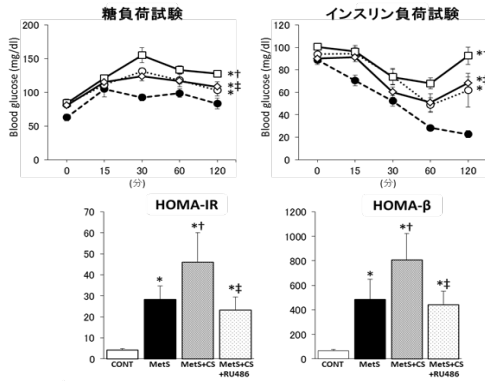 糖負荷試験
インスリン負荷試験
Blood glucose (mg/dl)
200
150
100
50
0
*†
*‡
*
0 15 30 60 120
(分)
Blood glucose (mg/dl)
120
100
80
60
40
20
0
*
0 15 30 60 120
(分)
HOMA-IR
70
60
50
40
30
20
10
0
*
*†
*‡
CONT MetS MetS+CS MetS+CS
+RU486
HOMA-β
1200
1000
800
600
400
200
0
*
*†
*‡
CONT MetS MetS+CS MetS+CS
+RU486